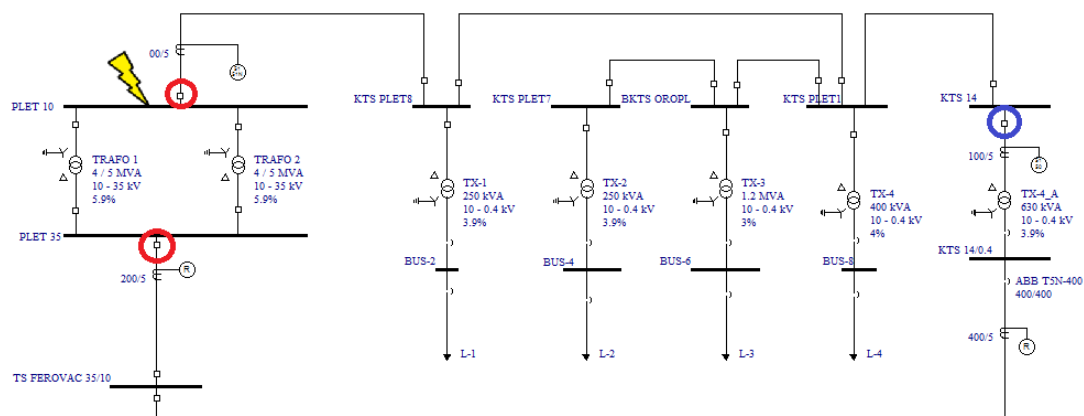 00/5
PLET 10
KTS PLET8
KTS PLET7
BKTS OROPL
KTS PLET1
KTS 14
TRAFO 1
4 / 5 MVA
10 - 35 kV
5.9%
TRAFO 2
4 / 5 MVA
10 - 35 kV
5.9%
100/5
TX-1
250 kVA
10 - 0.4 kV
3.9%
TX-2
250 kVA
10 - 0.4 kV
3.9%
TX-3
1.2 MVA
10 - 0.4 kV
3%
TX-4
400 kVA
10 - 0.4 kV
4%
TX-4_A
630 kVA
10 - 0.4 kV
3.9%
PLET 35
200/5
R
BUS-2
BUS-4
BUS-6
BUS-8
KTS 14/0.4
ABB T5N-400
400/400
400/5
R
L-1
L-2
L-3
L-4
TS FEROVAC 35/10